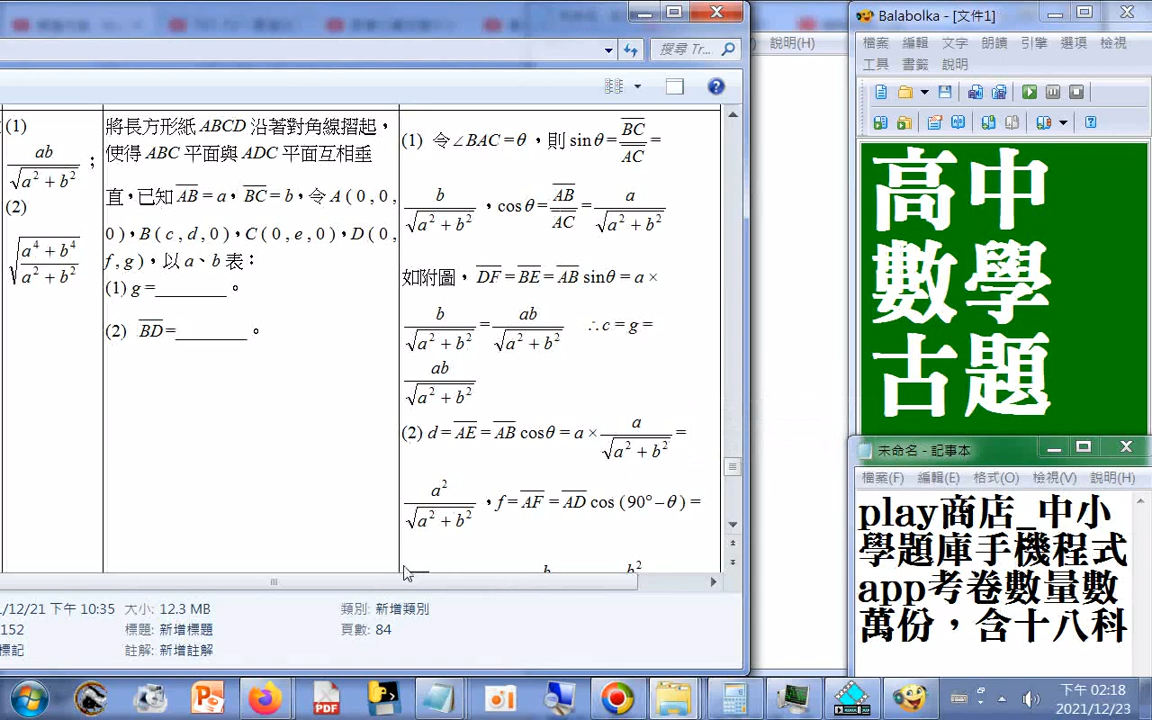 說明(H)
搜尋 Tr...
(1)
ab
√a² + b²
;
(2)
√a⁴ + b⁴
a² + b²
將長方形紙 ABCD 沿著對角線摺起,
使得 ABC 平面與 ADC 平面互相垂
直,已知 AB = a,BC = b,令 A ( 0 , 0 ,
0 ),B ( c , d , 0 ),C ( 0 , e , 0 ),D ( 0 ,
f , g ),以 a、b 表:
(1) g =________。
(2) BD =________。
(1) 令∠BAC = θ,則 sinθ = BC/AC =
b/√a² + b² ,cosθ = AB/AC = a/√a² + b²
如附圖,DF = BE = AB sinθ = a ×
b/√a² + b² = ab/√a² + b² ∴c = g =
ab/√a² + b²
(2) d = AE = AB cosθ = a × a/√a² + b² =
a²/√a² + b² ,f = AF = AD cos (90° – θ ) =
b b²
/12/21 下午 10:35 大小: 12.3 MB 類別: 新增類別
152 標題: 新增標題 頁數: 84
標記 註解: 新增註解
Balabolka - [文件1]
檔案 編輯 文字 朗讀 引擎 選項 檢視
工具 書籤 說明
高中
數學
古題
未命名 - 記事本
檔案(F) 編輯(E) 格式(O) 檢視(V) 說明(H)
play商店_中小
學題庫手機程式
app考卷數量數
萬份,含十八科
PDF
下午 02:18
2021/12/23